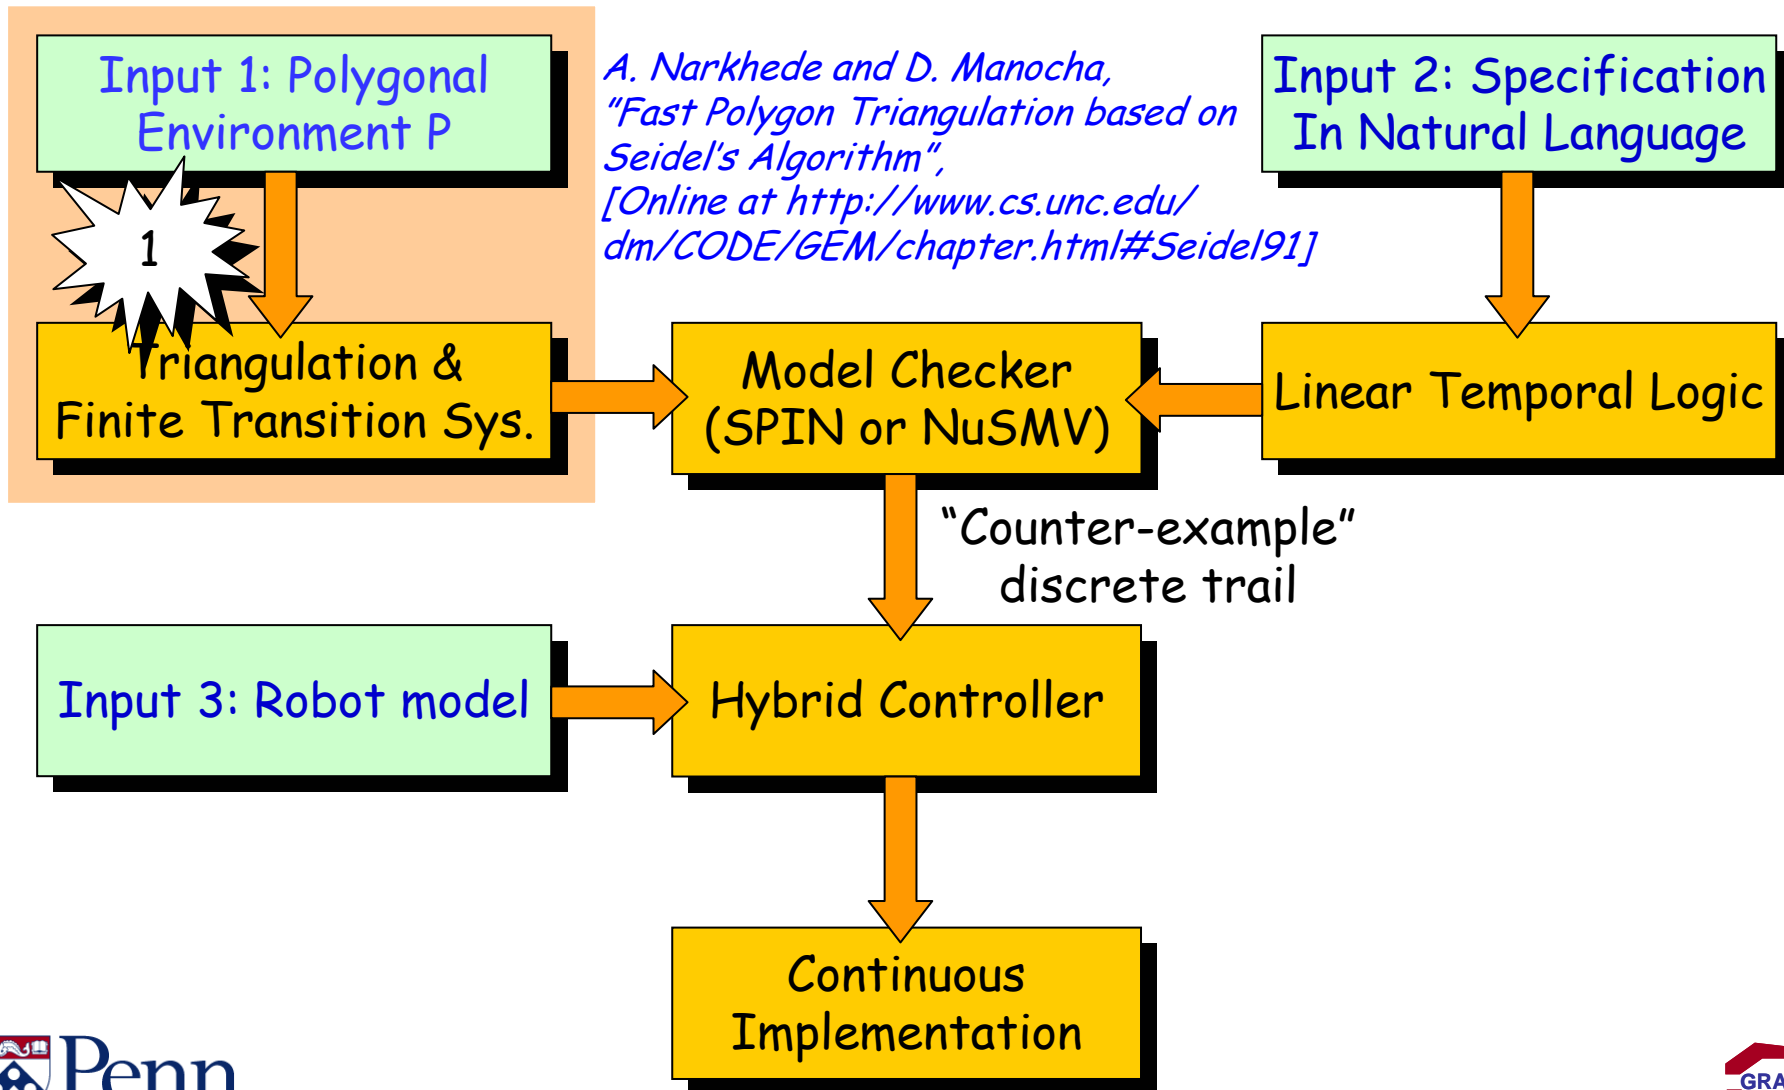 Input 1: Polygonal
Environment P
A. Narkhede and D. Manocha,
"Fast Polygon Triangulation based on
Seidel's Algorithm",
[Online at http://www.cs.unc.edu/
dm/CODE/GEM/chapter.html#Seidel91]
Input 2: Specification
In Natural Language
1
Triangulation &
Finite Transition Sys.
Model Checker
(SPIN or NuSMV)
Linear Temporal Logic
“Counter-example”
discrete trail
Input 3: Robot model
Hybrid Controller
Continuous
Implementation
Penn
GRA